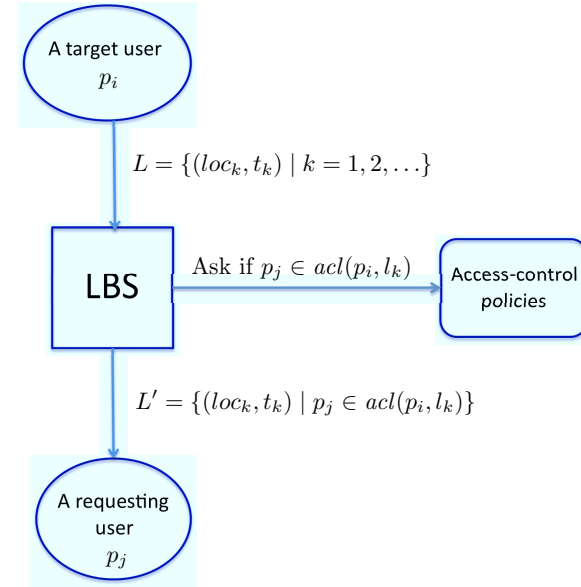 A target user
p_i
L = {(loc_k, t_k) | k = 1, 2, . . .}
LBS
Ask if p_j ∈ acl(p_i, l_k)
Access-control
policies
L′ = {(loc_k, t_k) | p_j ∈ acl(p_i, l_k)}
A requesting
user
p_j